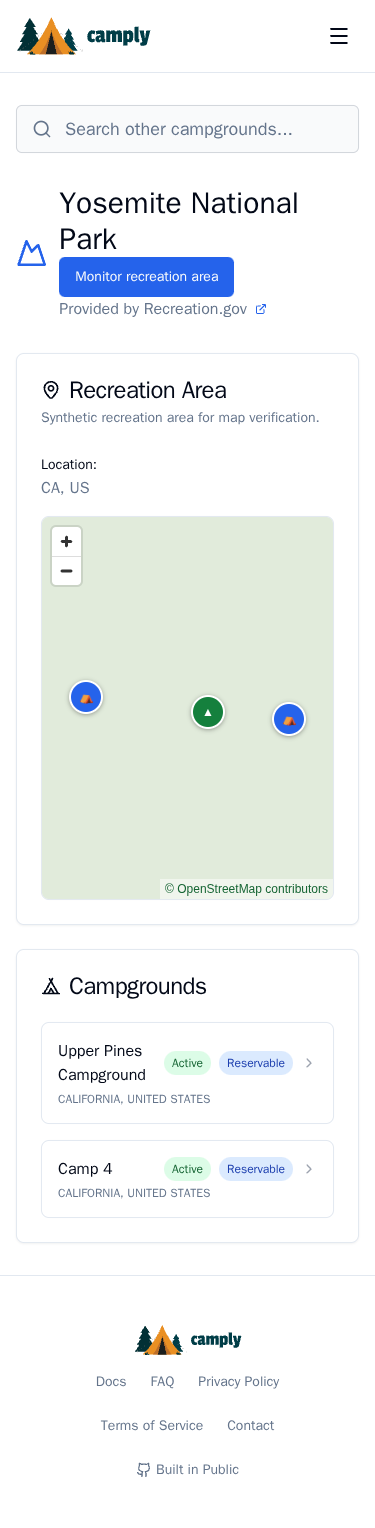 camply
Search other campgrounds...
Yosemite National
Park
Monitor recreation area
Provided by Recreation.gov
Recreation Area
Synthetic recreation area for map verification.
Location:
CA, US
+
−
© OpenStreetMap contributors
Campgrounds
Upper Pines
Campground
Active
Reservable
CALIFORNIA, UNITED STATES
Camp 4
Active
Reservable
CALIFORNIA, UNITED STATES
camply
Docs
FAQ
Privacy Policy
Terms of Service
Contact
Built in Public